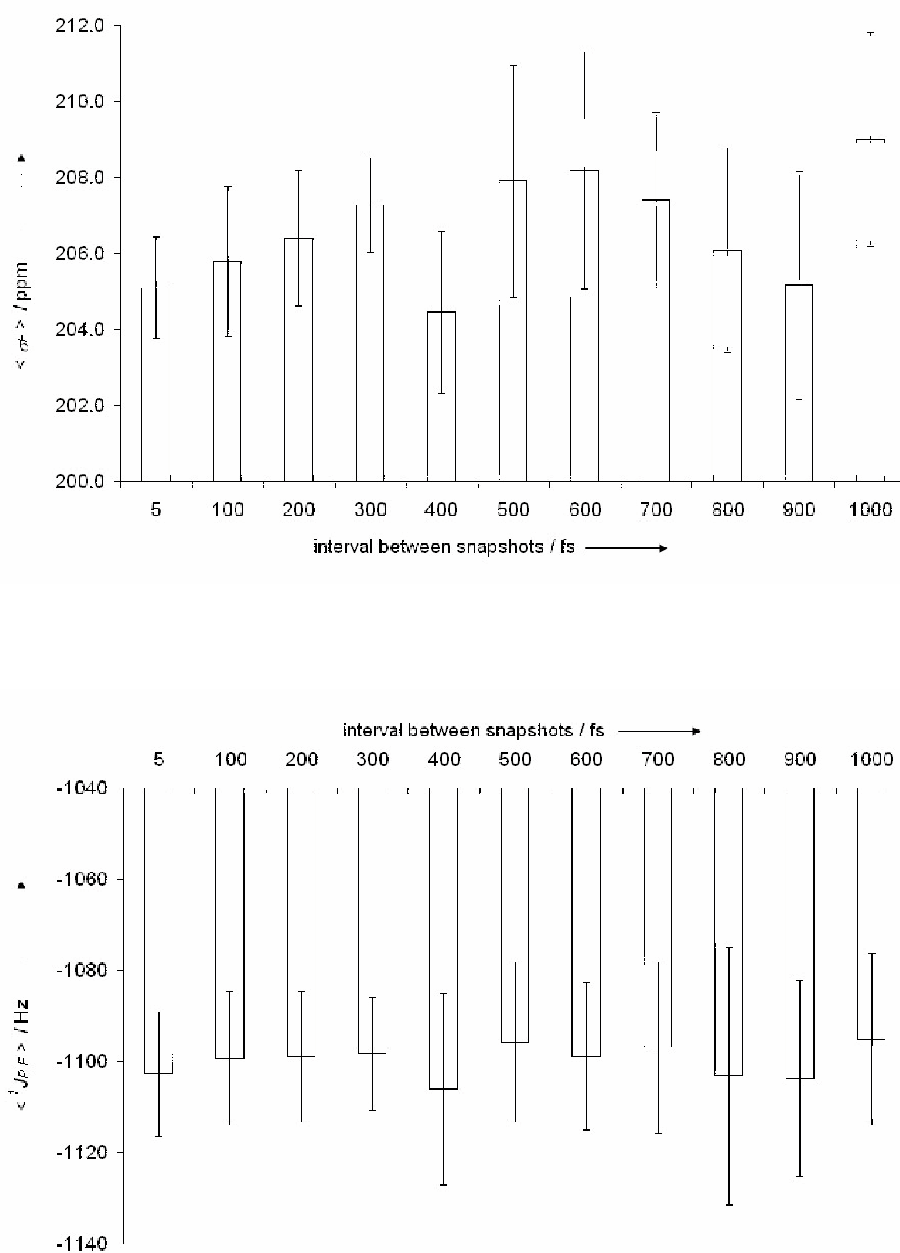 212.0
210.0
208.0
206.0
204.0
202.0
200.0
< σF > / ppm
5 100 200 300 400 500 600 700 800 900 1000
interval between snapshots / fs
interval between snapshots / fs
5 100 200 300 400 500 600 700 800 900 1000
-1040
-1060
-1080
-1100
-1120
-1140
< ¹JPF > / Hz